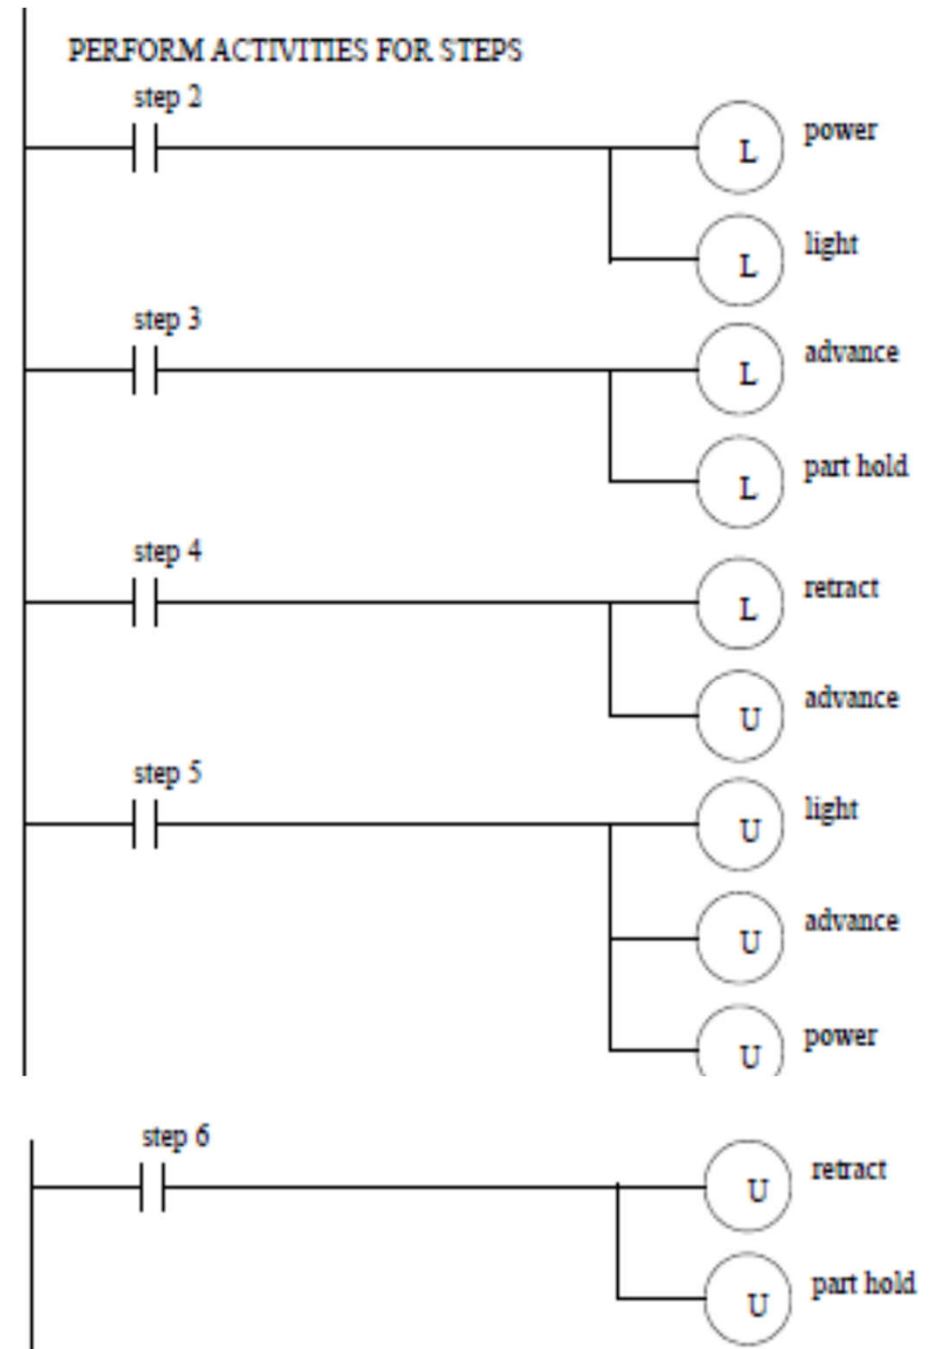 PERFORM ACTIVITIES FOR STEPS
step 2
L power
L light
step 3
L advance
L part hold
step 4
L retract
U advance
step 5
U light
U advance
U power
step 6
U retract
U part hold